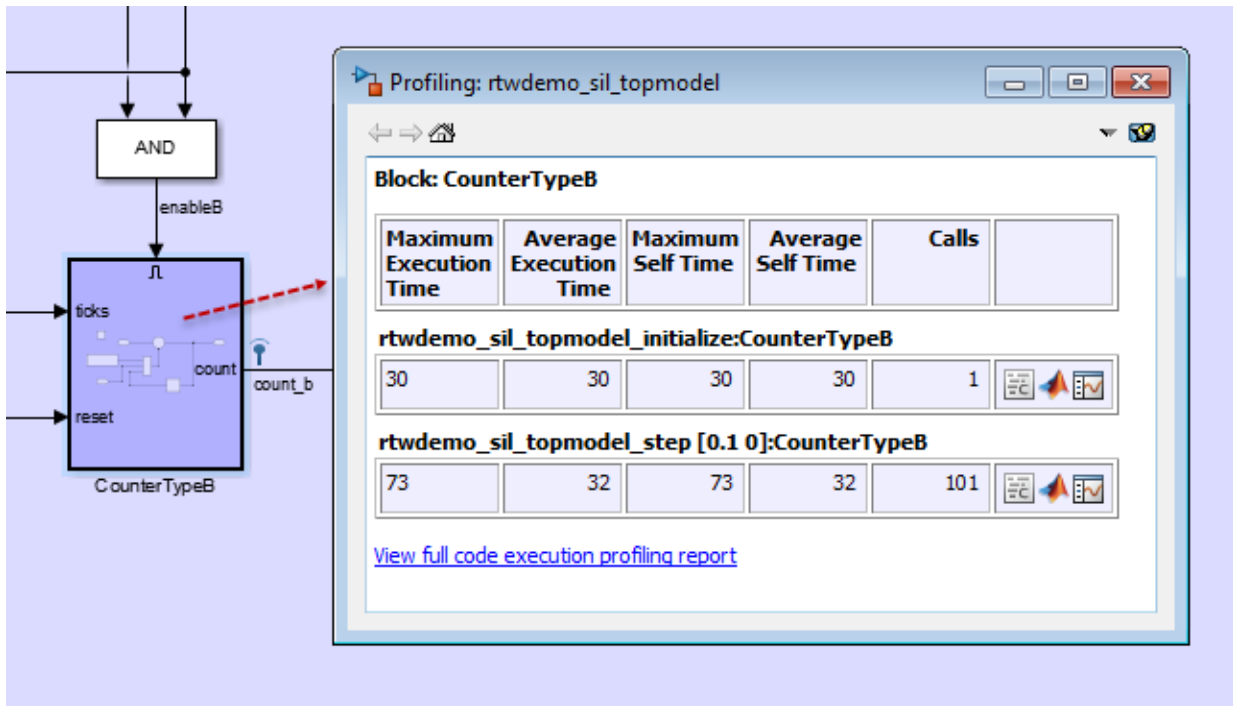 Profiling: rtwdemo_sil_topmodel
AND
enableB
Block: CounterTypeB
Maximum Execution Time
Average Execution Time
Maximum Self Time
Average Self Time
Calls
ticks
count
count_b
reset
CounterTypeB
rtwdemo_sil_topmodel_initialize:CounterTypeB
30 30 30 30 1
rtwdemo_sil_topmodel_step [0.1 0]:CounterTypeB
73 32 73 32 101
View full code execution profiling report